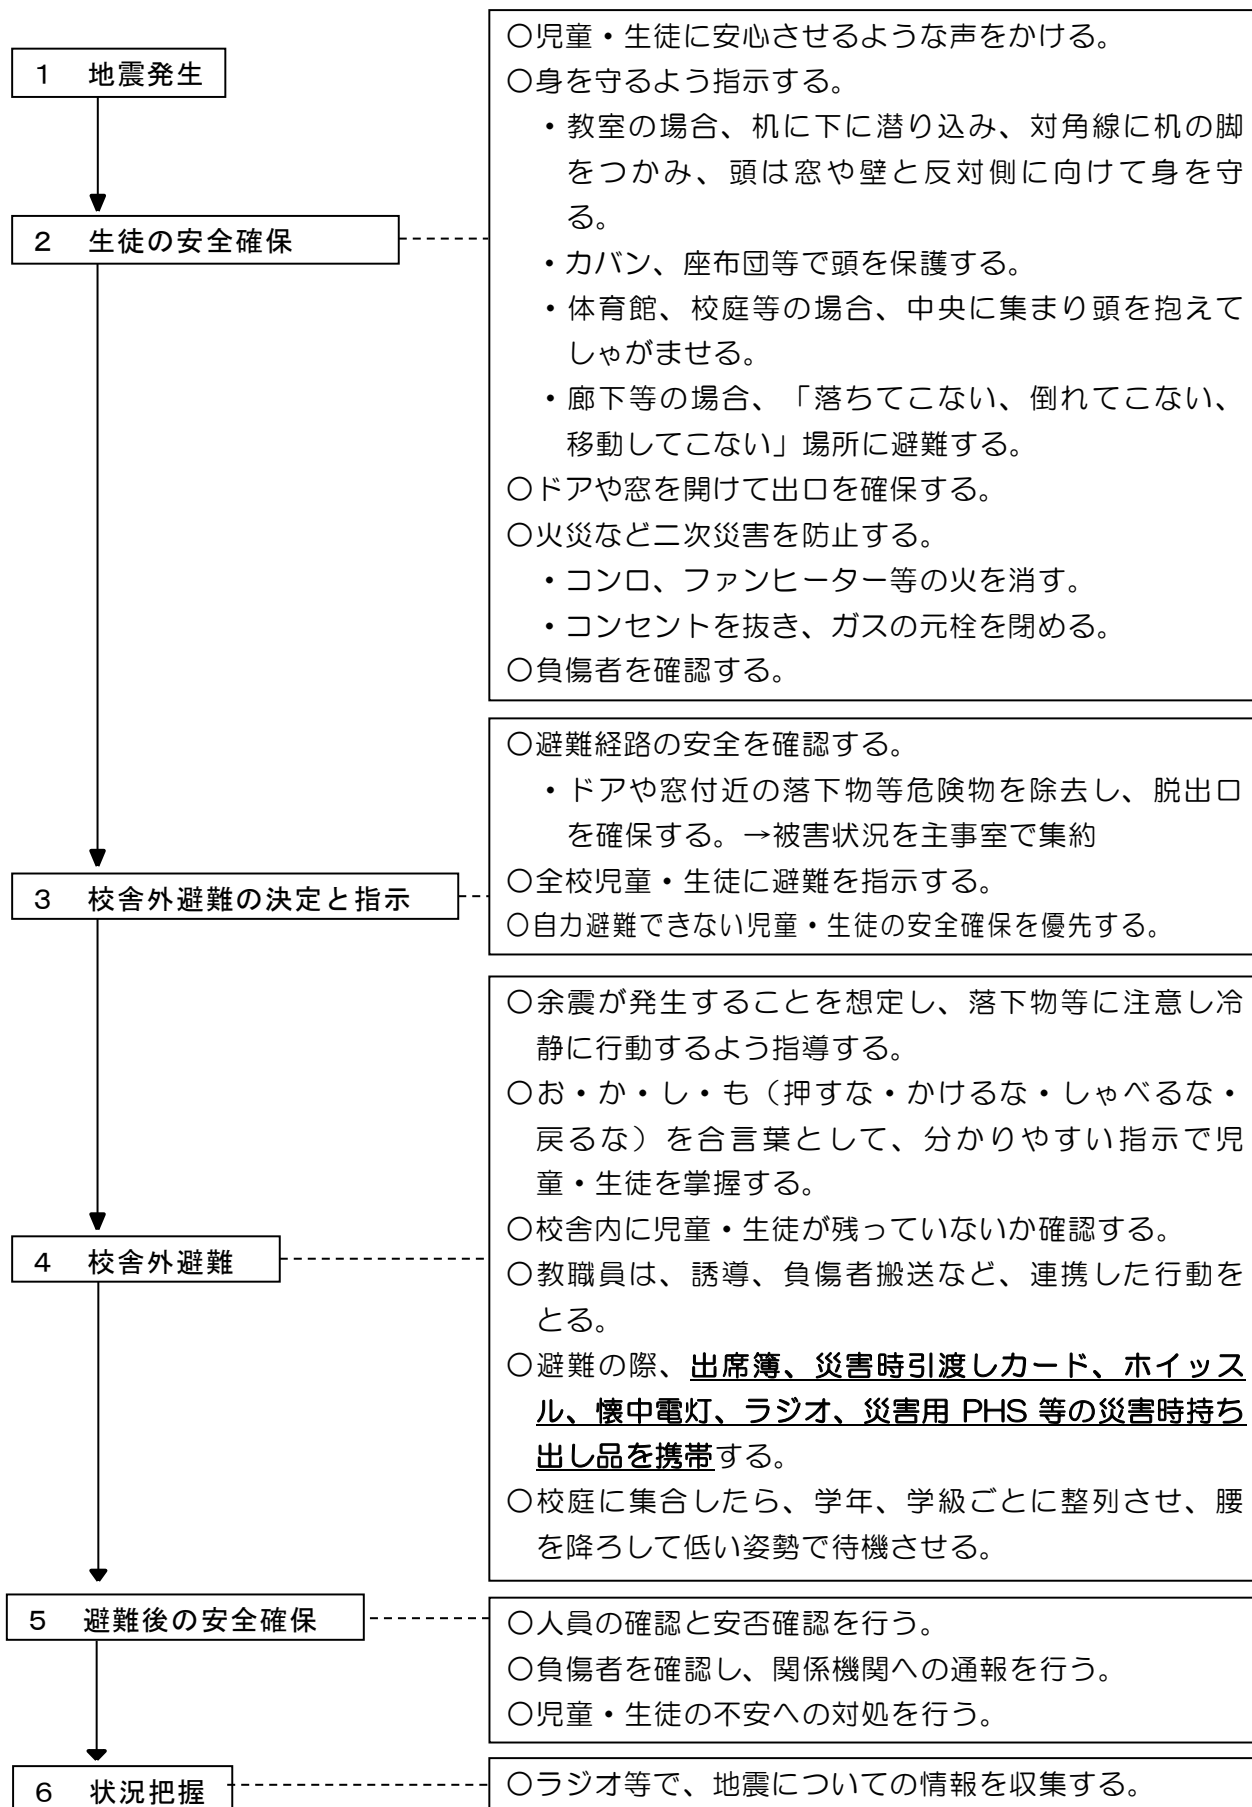 １　地震発生
○児童・生徒に安心させるような声をかける。
○身を守るよう指示する。
・教室の場合、机に下に潜り込み、対角線に机の脚
をつかみ、頭は窓や壁と反対側に向けて身を守
る。
２　生徒の安全確保
・カバン、座布団等で頭を保護する。
・体育館、校庭等の場合、中央に集まり頭を抱えて
しゃがませる。
・廊下等の場合、「落ちてこない、倒れてこない、
移動してこない」場所に避難する。
○ドアや窓を開けて出口を確保する。
○火災など二次災害を防止する。
・コンロ、ファンヒーター等の火を消す。
・コンセントを抜き、ガスの元栓を閉める。
○負傷者を確認する。
３　校舎外避難の決定と指示
○避難経路の安全を確認する。
・ドアや窓付近の落下物等危険物を除去し、脱出口
を確保する。→被害状況を主事室で集約
○全校児童・生徒に避難を指示する。
○自力避難できない児童・生徒の安全確保を優先する。
４　校舎外避難
○余震が発生することを想定し、落下物等に注意し冷
静に行動するよう指導する。
○お・か・し・も（押すな・かけるな・しゃべるな・
戻るな）を合言葉として、分かりやすい指示で児
童・生徒を掌握する。
○校舎内に児童・生徒が残っていないか確認する。
○教職員は、誘導、負傷者搬送など、連携した行動を
とる。
○避難の際、出席簿、災害時引渡しカード、ホイッス
ル、懐中電灯、ラジオ、災害用 PHS 等の災害時持ち
出し品を携帯する。
○校庭に集合したら、学年、学級ごとに整列させ、腰
を降ろして低い姿勢で待機させる。
５　避難後の安全確保
○人員の確認と安否確認を行う。
○負傷者を確認し、関係機関への通報を行う。
○児童・生徒の不安への対処を行う。
６　状況把握
○ラジオ等で、地震についての情報を収集する。